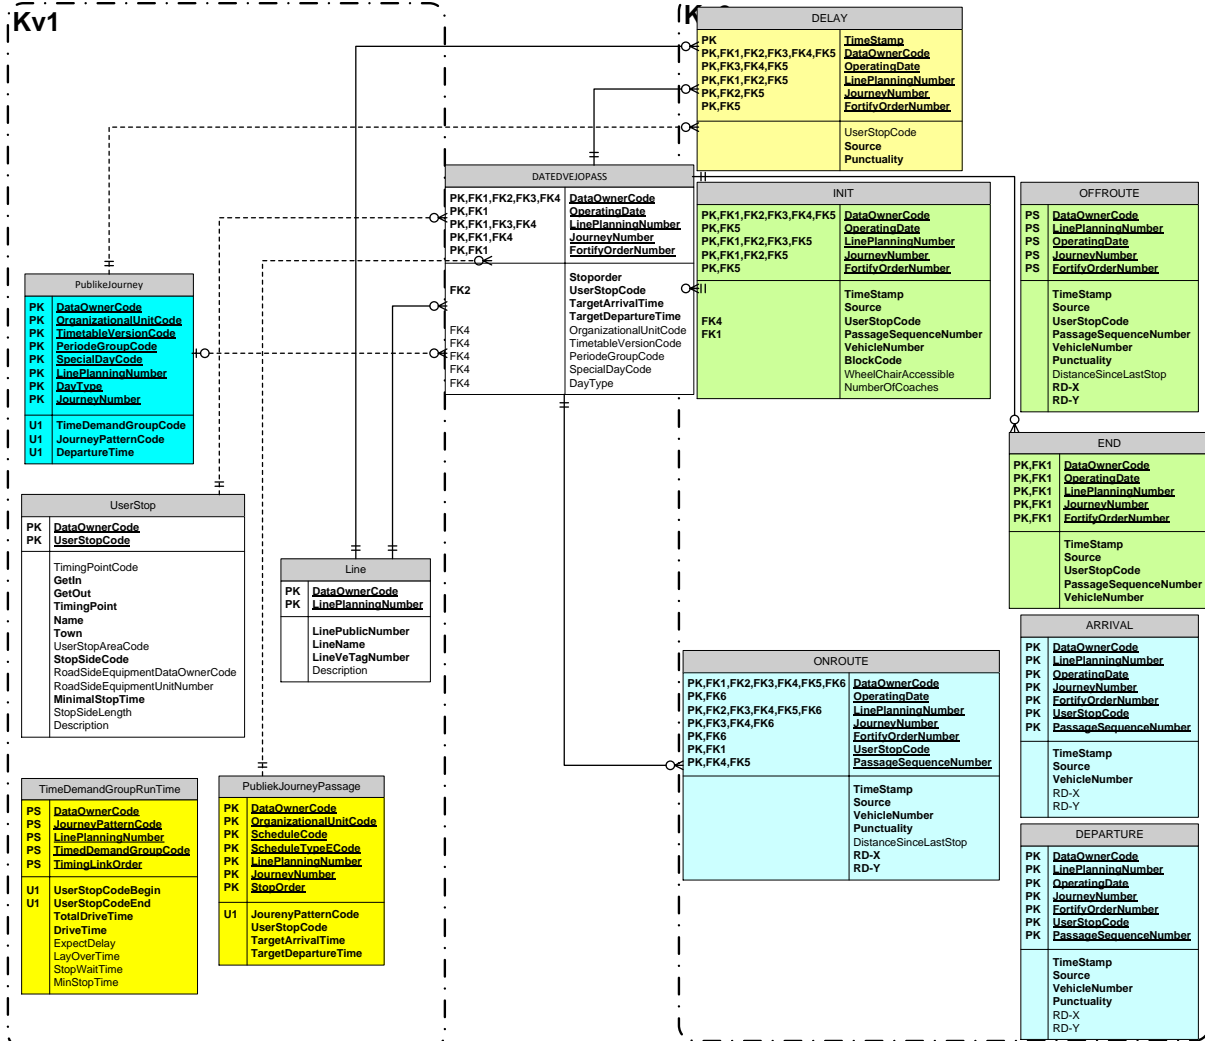 Kv1
DELAY
PK TimeStamp
PK,FK1,FK2,FK3,FK4,FK5 DataOwnerCode
PK,FK3,FK4,FK5 OperatingDate
PK,FK1,FK2,FK5 LinePlanningNumber
PK,FK2,FK5 JourneyNumber
PK,FK5 FortifyOrderNumber
UserStopCode
Source
Punctuality
DATEDVEJOPASS
PK,FK1,FK2,FK3,FK4 DataOwnerCode
PK,FK1 OperatingDate
PK,FK1,FK3,FK4 LinePlanningNumber
PK,FK1,FK4 JourneyNumber
PK,FK1 FortifyOrderNumber
Stoporder
FK2 UserStopCode
TargetArrivalTime
TargetDepartureTime
FK4 OrganizationalUnitCode
FK4 TimetableVersionCode
FK4 PeriodeGroupCode
FK4 SpecialDayCode
FK4 DayType
INIT
PK,FK1,FK2,FK3,FK4,FK5 DataOwnerCode
PK,FK5 OperatingDate
PK,FK1,FK2,FK3,FK5 LinePlanningNumber
PK,FK1,FK2,FK5 JourneyNumber
PK,FK5 FortifyOrderNumber
TimeStamp
Source
FK4 UserStopCode
FK1 PassageSequenceNumber
VehicleNumber
BlockCode
WheelChairAccessible
NumberOfCoaches
OFFROUTE
PS DataOwnerCode
PS LinePlanningNumber
PS OperatingDate
PS JourneyNumber
PS FortifyOrderNumber
TimeStamp
Source
UserStopCode
PassageSequenceNumber
VehicleNumber
Punctuality
DistanceSinceLastStop
RD-X
RD-Y
PublikeJourney
PK DataOwnerCode
PK OrganizationalUnitCode
PK TimetableVersionCode
PK PeriodeGroupCode
PK SpecialDayCode
PK LinePlanningNumber
PK DayType
PK JourneyNumber
U1 TimeDemandGroupCode
U1 JourneyPatternCode
U1 DepartureTime
END
PK,FK1 DataOwnerCode
PK,FK1 OperatingDate
PK,FK1 LinePlanningNumber
PK,FK1 JourneyNumber
PK,FK1 FortifyOrderNumber
TimeStamp
Source
UserStopCode
PassageSequenceNumber
VehicleNumber
UserStop
PK DataOwnerCode
PK UserStopCode
TimingPointCode
GetIn
GetOut
TimingPoint
Name
Town
UserStopAreaCode
StopSideCode
RoadSideEquipmentDataOwnerCode
RoadSideEquipmentUnitNumber
MinimalStopTime
StopSideLength
Description
Line
PK DataOwnerCode
PK LinePlanningNumber
LinePublicNumber
LineName
LineVeTagNumber
Description
ONROUTE
PK,FK1,FK2,FK3,FK4,FK5,FK6 DataOwnerCode
PK,FK6 OperatingDate
PK,FK2,FK3,FK4,FK5,FK6 LinePlanningNumber
PK,FK3,FK4,FK6 JourneyNumber
PK,FK6 FortifyOrderNumber
PK,FK1 UserStopCode
PK,FK4,FK5 PassageSequenceNumber
TimeStamp
Source
VehicleNumber
Punctuality
DistanceSinceLastStop
RD-X
RD-Y
ARRIVAL
PK DataOwnerCode
PK LinePlanningNumber
PK OperatingDate
PK JourneyNumber
PK FortifyOrderNumber
PK UserStopCode
PK PassageSequenceNumber
TimeStamp
Source
VehicleNumber
RD-X
RD-Y
TimeDemandGroupRunTime
PS DataOwnerCode
PS JourneyPatternCode
PS LinePlanningNumber
PS TimedDemandGroupCode
PS TimingLinkOrder
U1 UserStopCodeBegin
U1 UserStopCodeEnd
TotalDriveTime
DriveTime
ExpectDelay
LayOverTime
StopWaitTime
MinStopTime
PubliekJourneyPassage
PK DataOwnerCode
PK OrganizationalUnitCode
PK ScheduleCode
PK ScheduleTypeECode
PK LinePlanningNumber
PK JourneyNumber
PK StopOrder
U1 JourenyPatternCode
UserStopCode
TargetArrivalTime
TargetDepartureTime
DEPARTURE
PK DataOwnerCode
PK LinePlanningNumber
PK OperatingDate
PK JourneyNumber
PK FortifyOrderNumber
PK UserStopCode
PK PassageSequenceNumber
TimeStamp
Source
VehicleNumber
Punctuality
RD-X
RD-Y